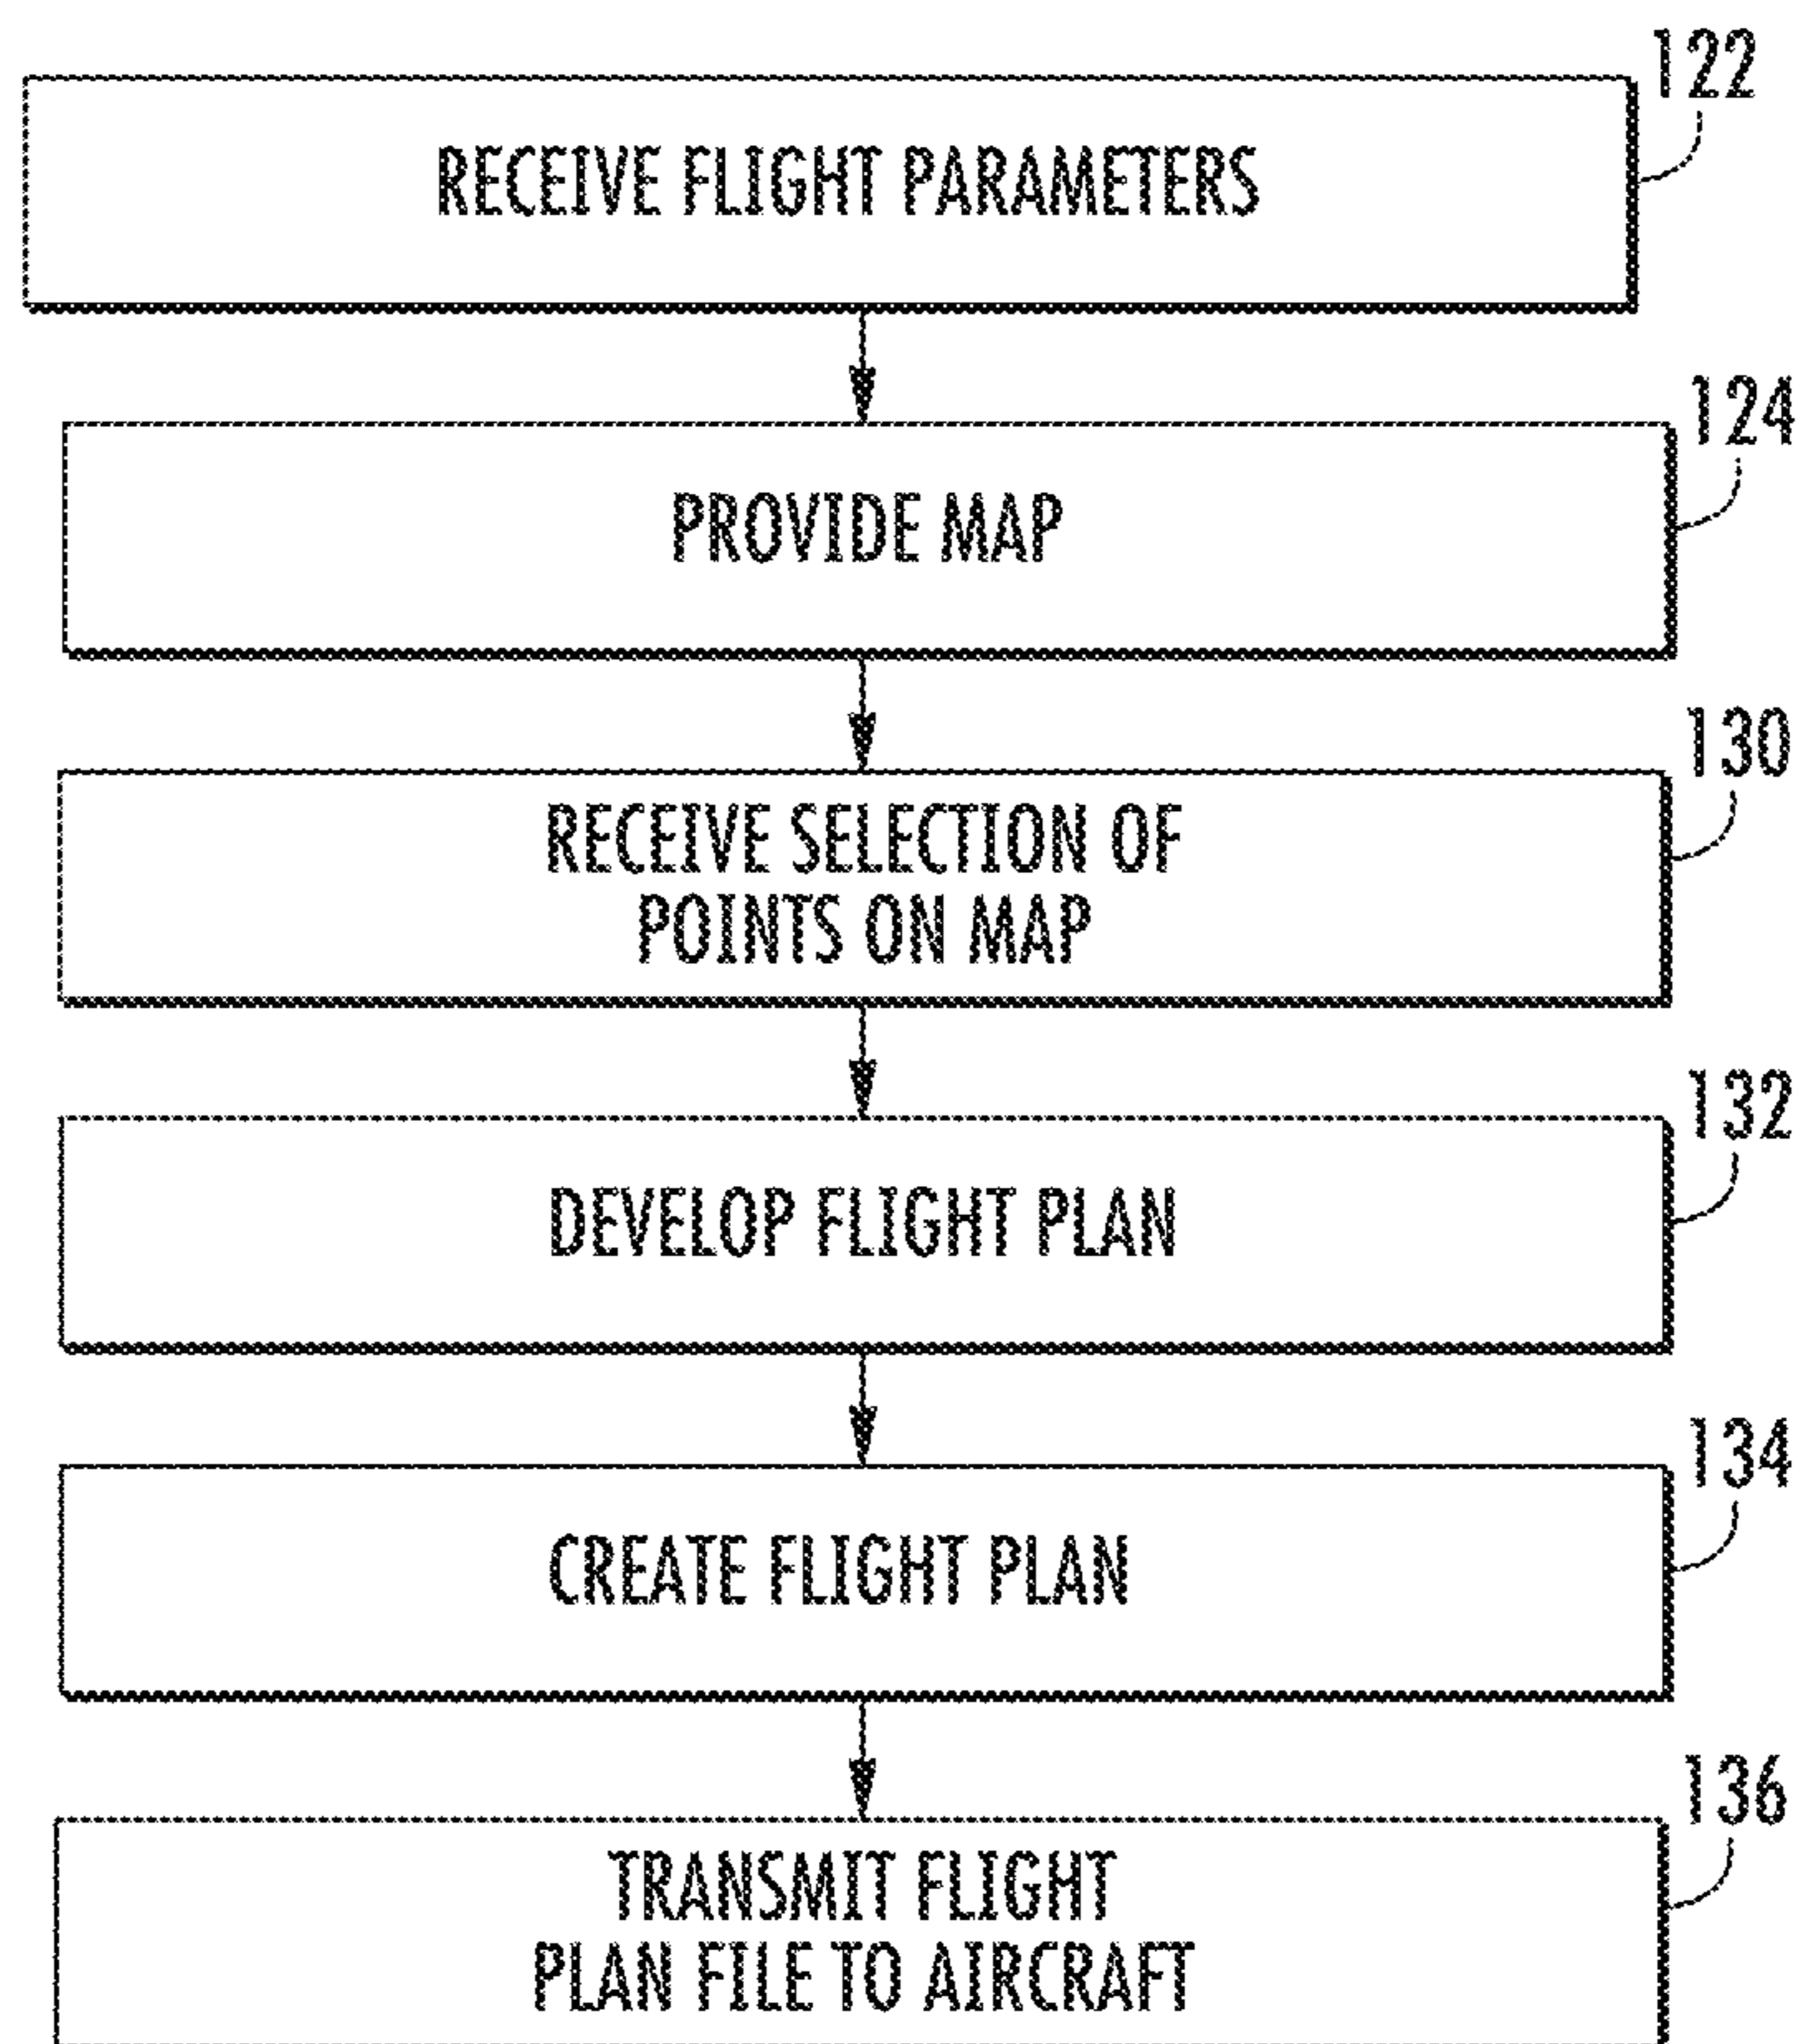 122
RECEIVE FLIGHT PARAMETERS
124
PROVIDE MAP
130
RECEIVE SELECTION OF
POINTS ON MAP
132
DEVELOP FLIGHT PLAN
134
CREATE FLIGHT PLAN
136
TRANSMIT FLIGHT
PLAN FILE TO AIRCRAFT